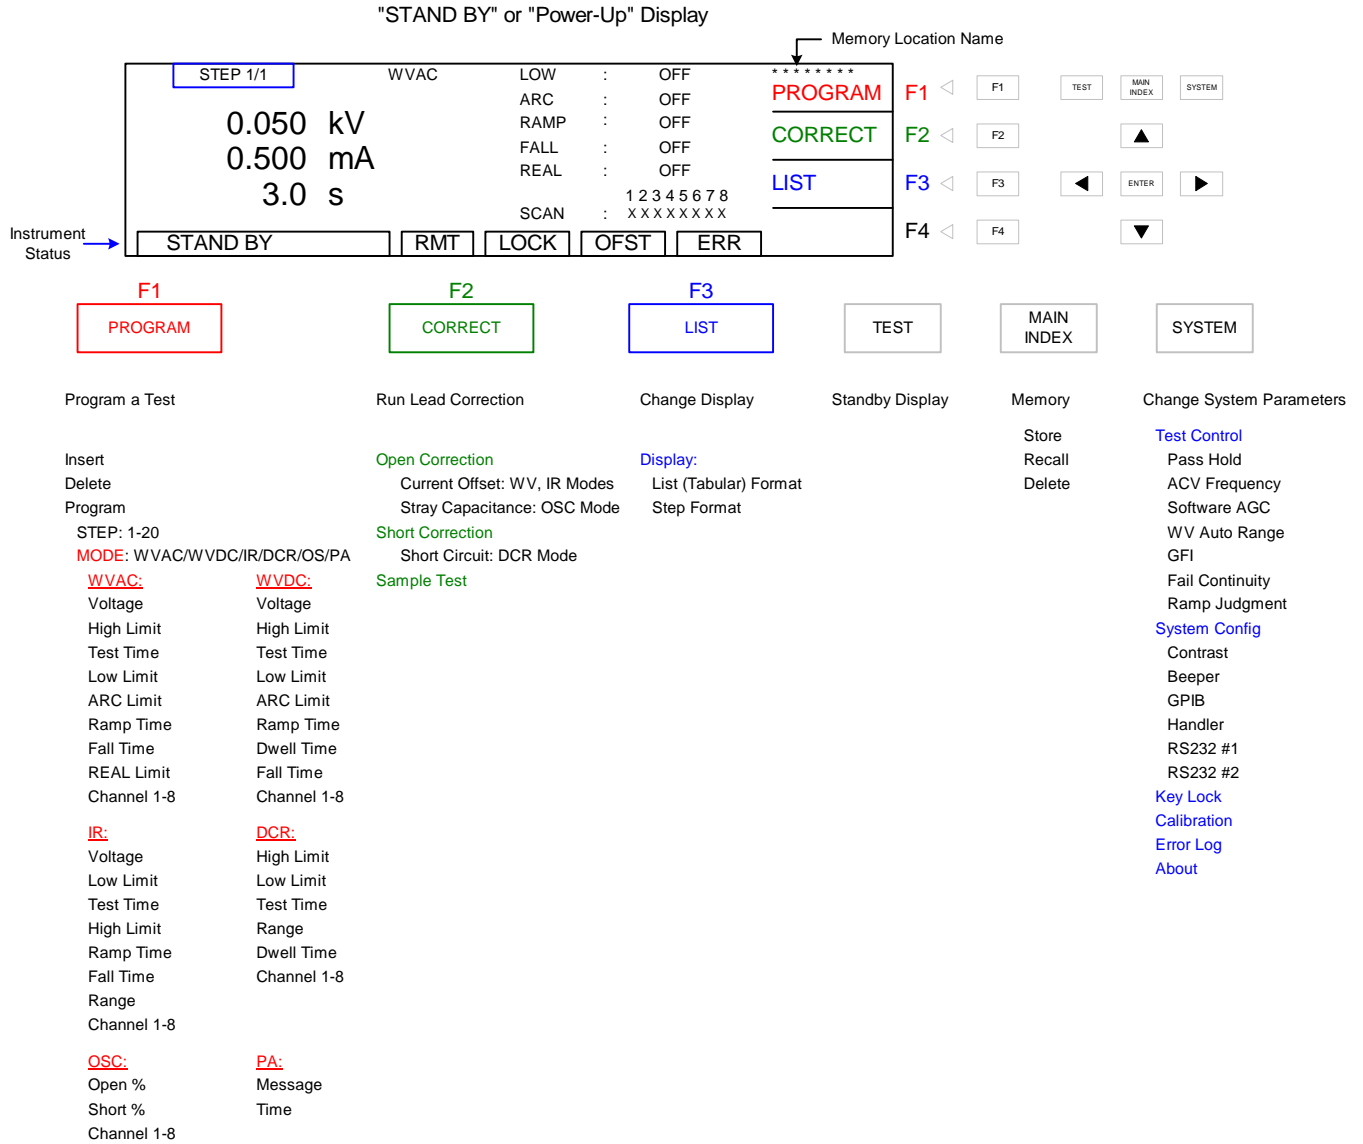 "STAND BY" or "Power-Up" Display
Memory Location Name
STEP 1/1 WVAC LOW : OFF * * * * * * * *
ARC : OFF PROGRAM F1 F1 TEST MAIN INDEX SYSTEM
0.050 kV RAMP : OFF
FALL : OFF CORRECT F2 F2
0.500 mA REAL : OFF
LIST F3 F3 ENTER
3.0 s 1 2 3 4 5 6 7 8
SCAN : X X X X X X X X
Instrument Status
STAND BY RMT LOCK OFST ERR F4 F4
F1 F2 F3
PROGRAM CORRECT LIST TEST MAIN INDEX SYSTEM
Program a Test Run Lead Correction Change Display Standby Display Memory Change System Parameters
Insert
Delete
Program
STEP: 1-20
MODE: WVAC/WVDC/IR/DCR/OS/PA
WVAC:
Voltage
High Limit
Test Time
Low Limit
ARC Limit
Ramp Time
Fall Time
REAL Limit
Channel 1-8
WVDC:
Voltage
High Limit
Test Time
Low Limit
ARC Limit
Ramp Time
Dwell Time
Fall Time
Channel 1-8
IR:
Voltage
Low Limit
Test Time
High Limit
Ramp Time
Fall Time
Range
Channel 1-8
DCR:
High Limit
Low Limit
Test Time
Range
Dwell Time
Channel 1-8
OSC:
Open %
Short %
Channel 1-8
PA:
Message
Time
Open Correction
Current Offset: WV, IR Modes
Stray Capacitance: OSC Mode
Short Correction
Short Circuit: DCR Mode
Sample Test
Display:
List (Tabular) Format
Step Format
Store
Recall
Delete
Test Control
Pass Hold
ACV Frequency
Software AGC
WV Auto Range
GFI
Fail Continuity
Ramp Judgment
System Config
Contrast
Beeper
GPIB
Handler
RS232 #1
RS232 #2
Key Lock
Calibration
Error Log
About